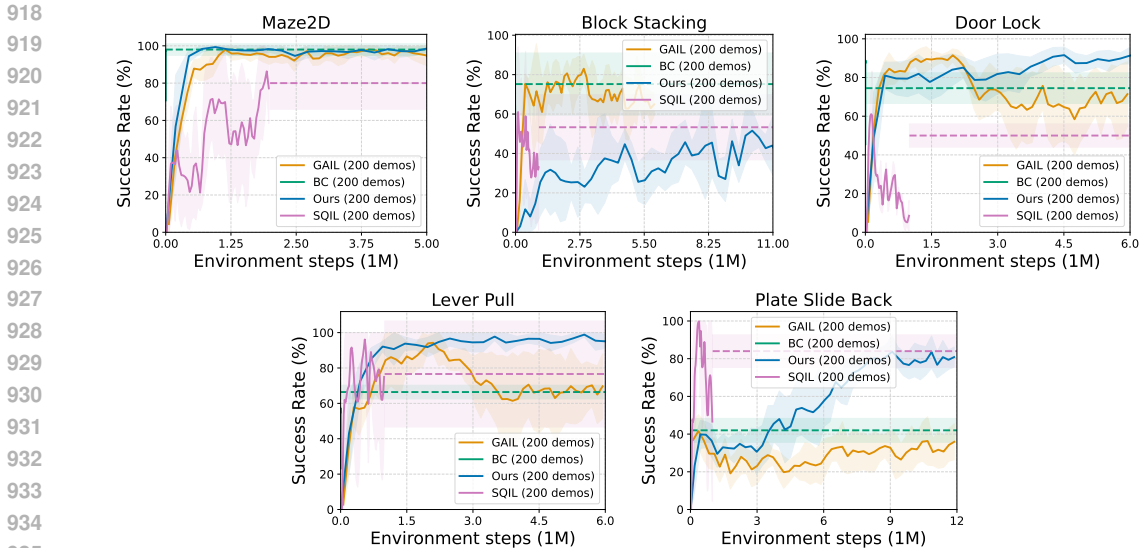 918
919
920
921
922
923
924
925
926
927
928
929
930
931
932
933
934
Maze2D
Success Rate (%)
100
80
60
40
20
0
0.00 1.25 2.50 3.75 5.00
Environment steps (1M)
GAIL (200 demos)
BC (200 demos)
Ours (200 demos)
SQIL (200 demos)
Block Stacking
Success Rate (%)
100
80
60
40
20
0
0.00 2.75 5.50 8.25 11.00
Environment steps (1M)
GAIL (200 demos)
BC (200 demos)
Ours (200 demos)
SQIL (200 demos)
Door Lock
Success Rate (%)
100
80
60
40
20
0
0.0 1.5 3.0 4.5 6.0
Environment steps (1M)
GAIL (200 demos)
BC (200 demos)
Ours (200 demos)
SQIL (200 demos)
Lever Pull
Success Rate (%)
100
80
60
40
20
0
0.0 1.5 3.0 4.5 6.0
Environment steps (1M)
GAIL (200 demos)
BC (200 demos)
Ours (200 demos)
SQIL (200 demos)
Plate Slide Back
Success Rate (%)
100
80
60
40
20
0
0 3 6 9 12
Environment steps (1M)
GAIL (200 demos)
BC (200 demos)
Ours (200 demos)
SQIL (200 demos)